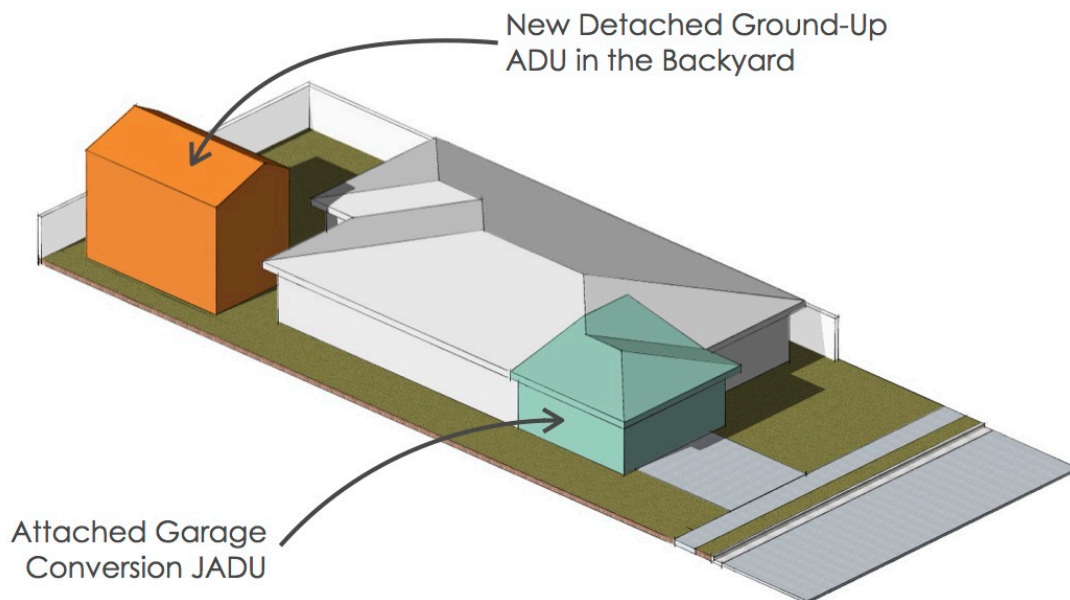 New Detached Ground-Up
ADU in the Backyard
Attached Garage
Conversion JADU